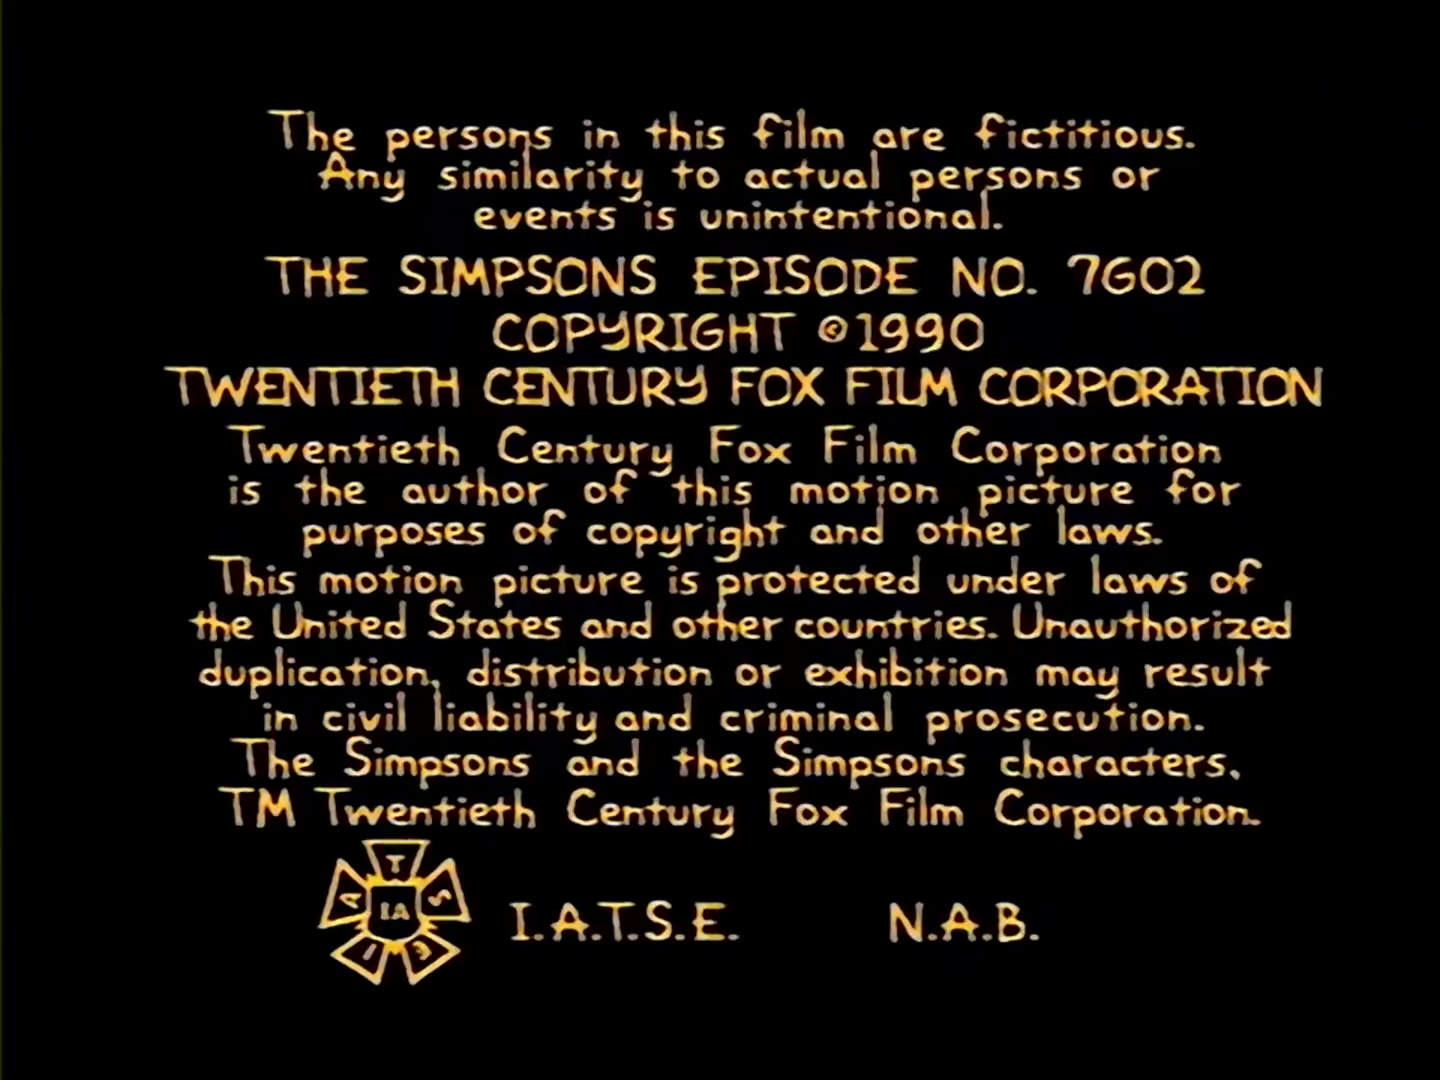 The persons in this film are fictitious.
Any similarity to actual persons or
events is unintentional.
THE SIMPSONS EPISODE NO. 7G02
COPYRIGHT ©1990
TWENTIETH CENTURY FOX FILM CORPORATION
Twentieth Century Fox Film Corporation
is the author of this motion picture for
purposes of copyright and other laws.
This motion picture is protected under laws of
the United States and other countries. Unauthorized
duplication, distribution or exhibition may result
in civil liability and criminal prosecution.
The Simpsons and the Simpsons characters.
TM Twentieth Century Fox Film Corporation.
I A T S E
IA
I.A.T.S.E. N.A.B.